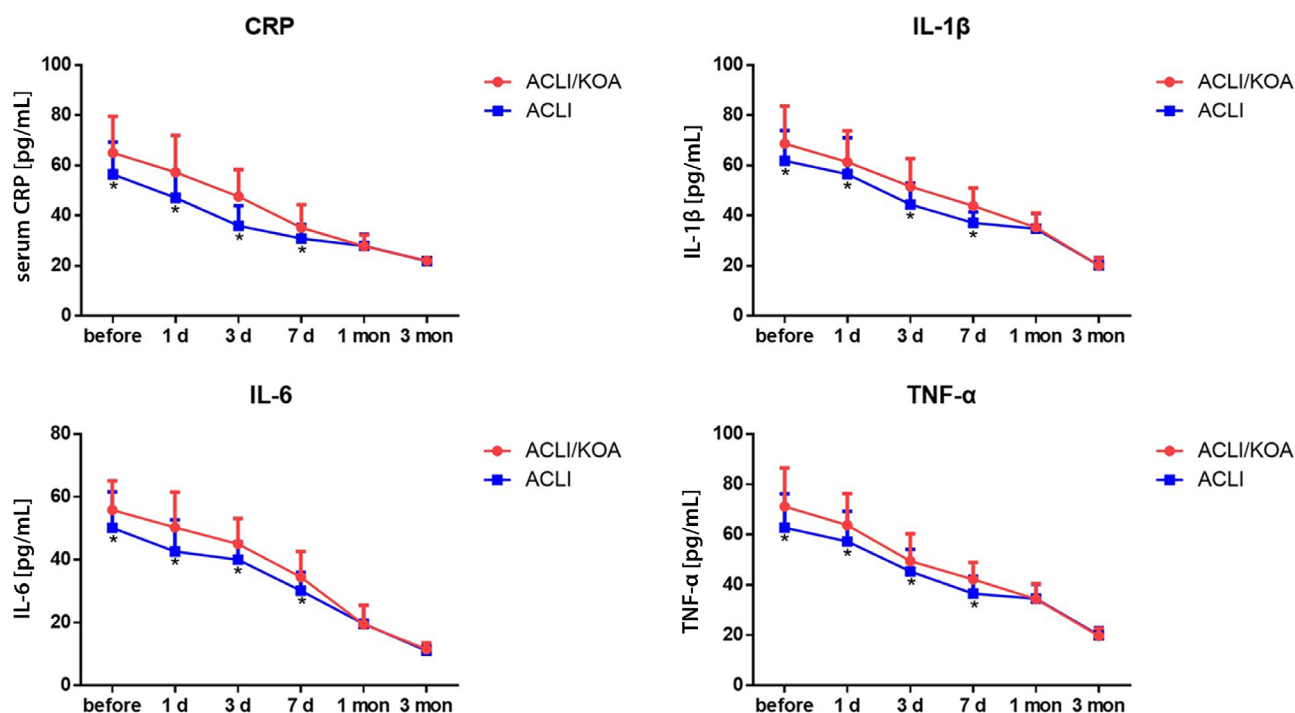 CRP
100
80
60
40
20
0
serum CRP [pg/mL]
ACLI/KOA
ACLI
*
*
*
*
before 1 d 3 d 7 d 1 mon 3 mon
IL-1β
100
80
60
40
20
0
IL-1β [pg/mL]
ACLI/KOA
ACLI
*
*
*
*
before 1 d 3 d 7 d 1 mon 3 mon
IL-6
80
60
40
20
0
IL-6 [pg/mL]
ACLI/KOA
ACLI
*
*
*
*
before 1 d 3 d 7 d 1 mon 3 mon
TNF-α
100
80
60
40
20
0
TNF-α [pg/mL]
ACLI/KOA
ACLI
*
*
*
*
before 1 d 3 d 7 d 1 mon 3 mon